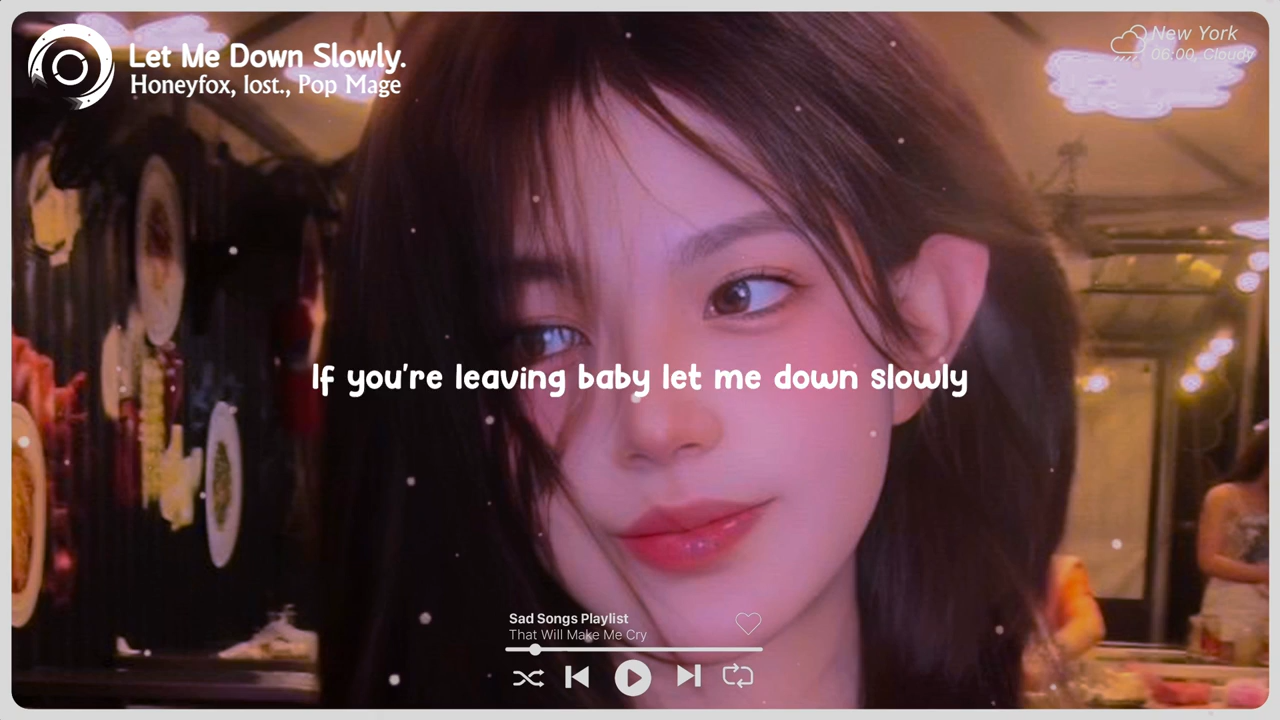 Let Me Down Slowly.
Honeyfox, lost., Pop Mage
New York
06:00, Cloudy
If you're leaving baby let me down slowly
Sad Songs Playlist
That Will Make Me Cry